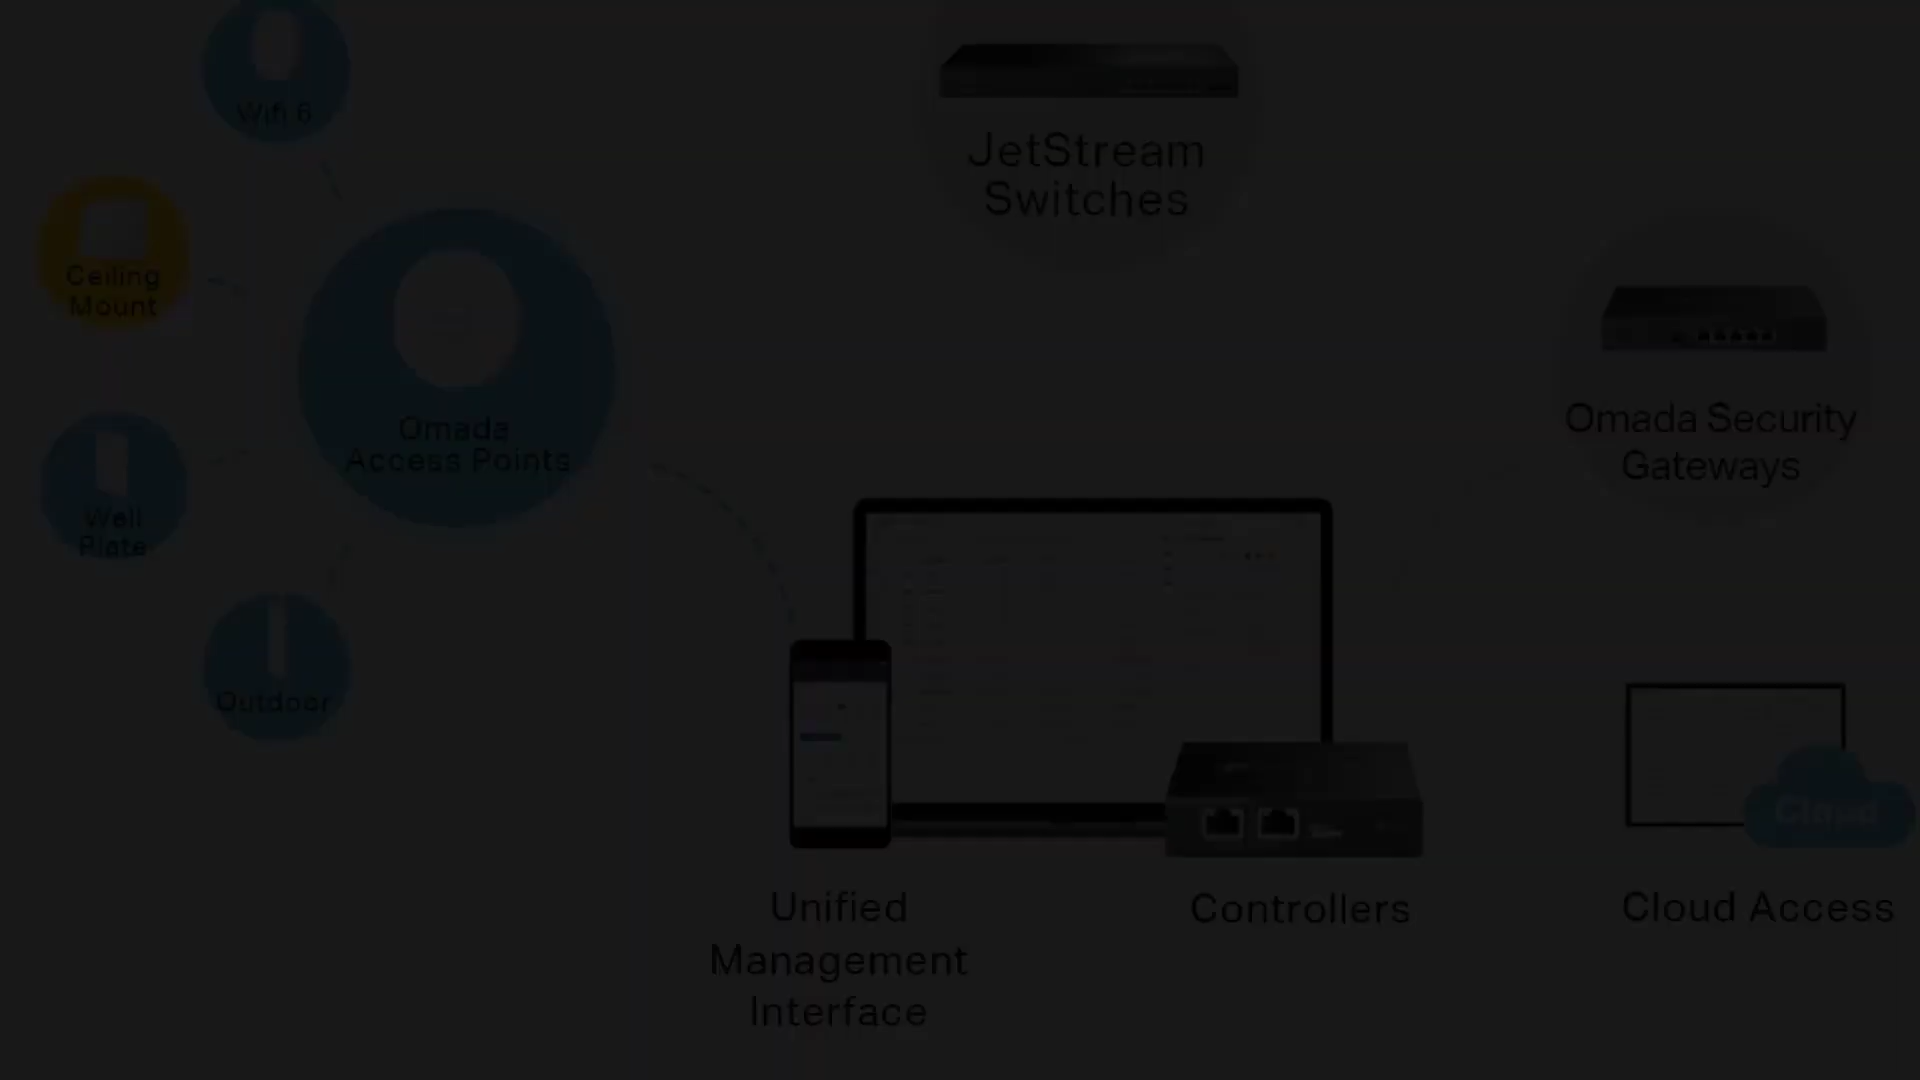 Wifi 6
JetStream
Switches
Ceiling
Mount
Omada
Access Points
Omada Security
Gateways
Well
Plate
Outdoor
Cloud
Unified
Management
Interface
Controllers
Cloud Access